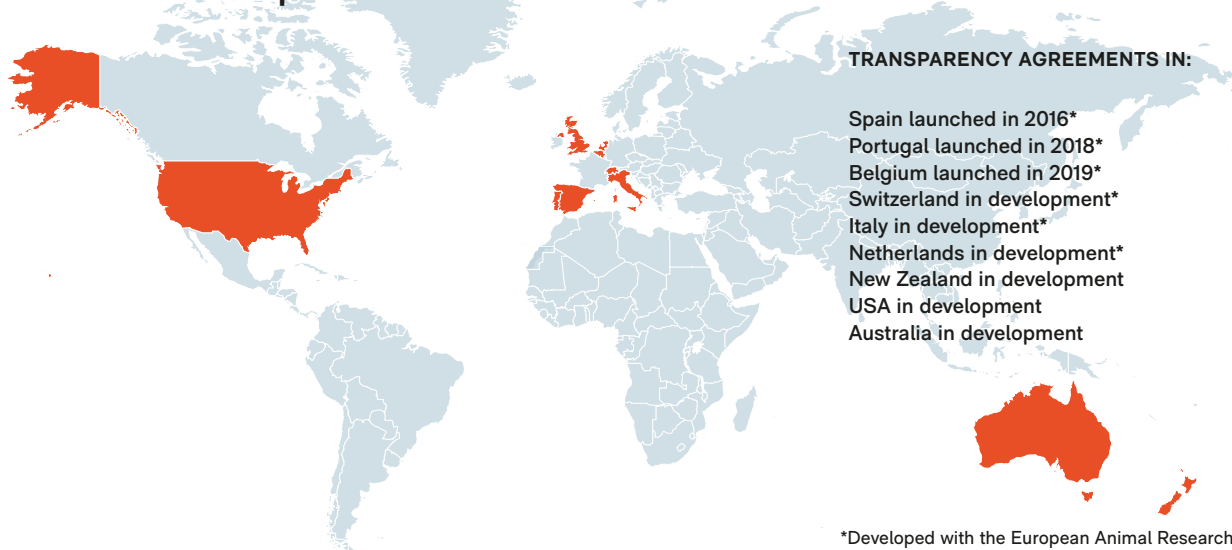 TRANSPARENCY AGREEMENTS IN:
Spain launched in 2016*
Portugal launched in 2018*
Belgium launched in 2019*
Switzerland in development*
Italy in development*
Netherlands in development*
New Zealand in development
USA in development
Australia in development
*Developed with the European Animal Research